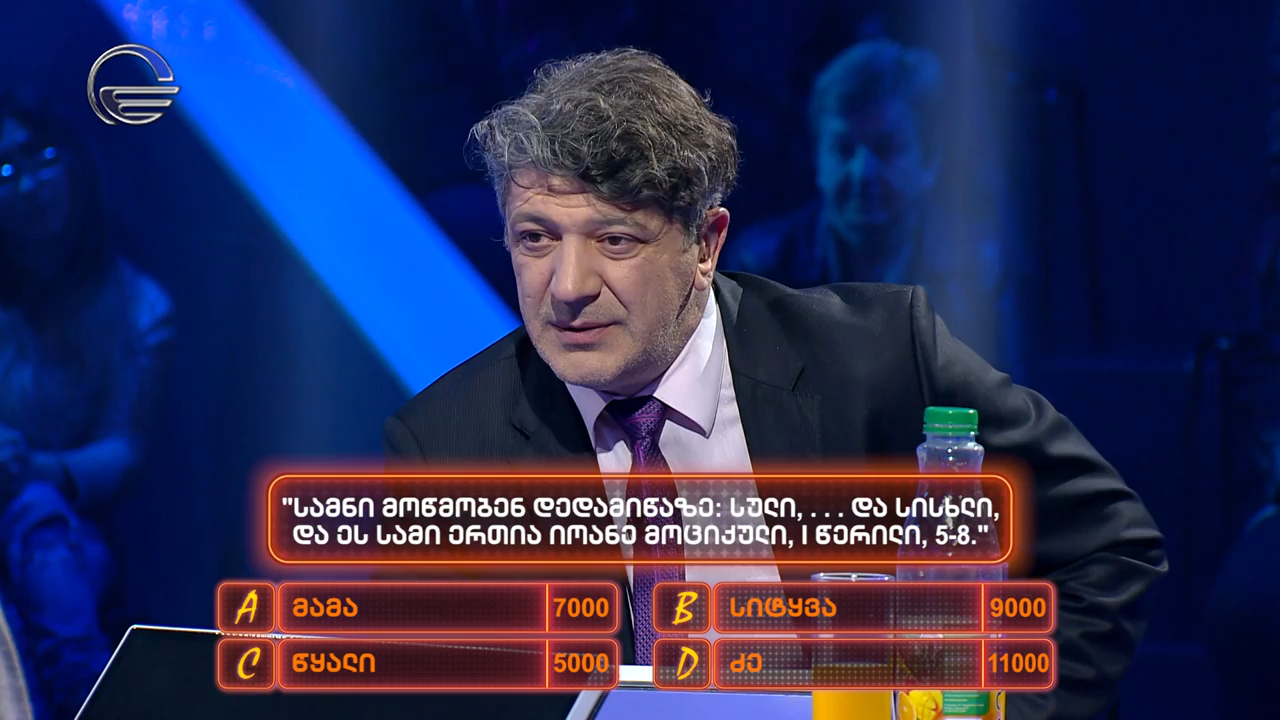 "სამნი მოწმობენ დედამიწაზე: სული, . . . და სისხლი,
და ეს სამი ერთია იოანე მოციქული, I წერილი, 5-8."
A მამა 7000
B სიტყვა 9000
C წყალი 5000
D ძე 11000